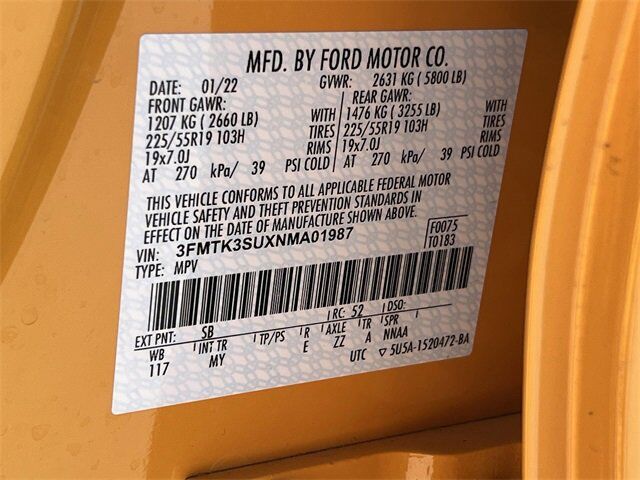 MFD. BY FORD MOTOR CO.
DATE: 01/22 GVWR: 2631 KG ( 5800 LB)
FRONT GAWR: REAR GAWR:
1207 KG ( 2660 LB) WITH 1476 KG ( 3255 LB) WITH
225/55R19 103H TIRES 225/55R19 103H TIRES
19x7.0J RIMS 19x7.0J RIMS
AT 270 kPa/ 39 PSI COLD AT 270 kPa/ 39 PSI COLD
THIS VEHICLE CONFORMS TO ALL APPLICABLE FEDERAL MOTOR
VEHICLE SAFETY AND THEFT PREVENTION STANDARDS IN
EFFECT ON THE DATE OF MANUFACTURE SHOWN ABOVE.
VIN: 3FMTK3SUXNMA01987 F0075
TYPE: MPV T0183
EXT PNT: SB RC: 52 DSO:
WB INT TR TP/PS R AXLE TR SPR
117 MY E ZZ A NNAA
UTC ▽ 5U5A-1520472-BA